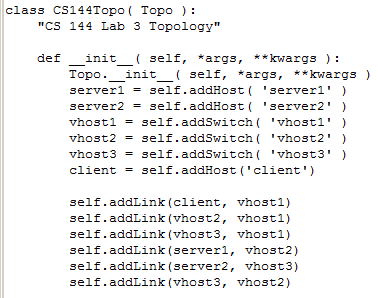 class CS144Topo( Topo ):
    "CS 144 Lab 3 Topology"

    def __init__( self, *args, **kwargs ):
        Topo.__init__( self, *args, **kwargs )
        server1 = self.addHost( 'server1' )
        server2 = self.addHost( 'server2' )
        vhost1 = self.addSwitch( 'vhost1' )
        vhost2 = self.addSwitch( 'vhost2' )
        vhost3 = self.addSwitch( 'vhost3' )
        client = self.addHost('client')

        self.addLink(client, vhost1)
        self.addLink(vhost2, vhost1)
        self.addLink(vhost3, vhost1)
        self.addLink(server1, vhost2)
        self.addLink(server2, vhost3)
        self.addLink(vhost3, vhost2)